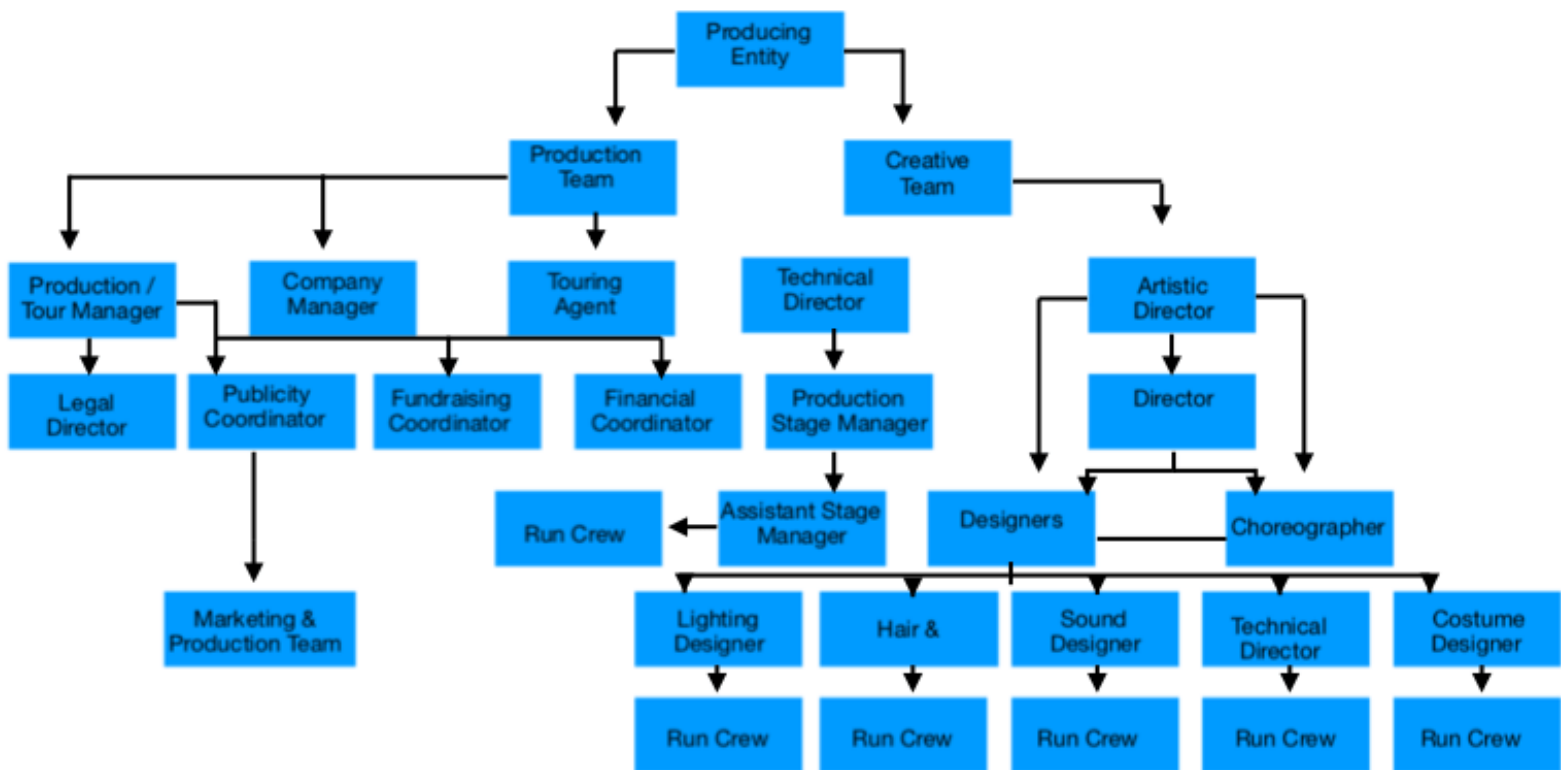 Producing
Entity
Production
Team
Creative
Team
Production /
Tour Manager
Company
Manager
Touring
Agent
Technical
Director
Artistic
Director
Legal
Director
Publicity
Coordinator
Fundraising
Coordinator
Financial
Coordinator
Production
Stage Manager
Director
Run Crew
Assistant Stage
Manager
Designers
Choreographer
Marketing &
Production Team
Lighting
Designer
Hair &
Sound
Designer
Technical
Director
Costume
Designer
Run Crew
Run Crew
Run Crew
Run Crew
Run Crew